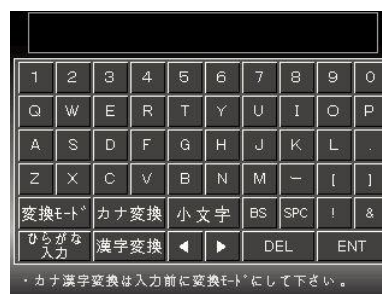 1 2 3 4 5 6 7 8 9 0
Q W E R T Y U I O P
A S D F G H J K L .
Z X C V B N M - [ ]
変換ﾓｰﾄﾞ カナ変換 小文字 BS SPC ! &
ひらがな入力 漢字変換 ◀ ▶ DEL ENT
・カナ漢字変換は入力前に変換ﾓｰﾄﾞにして下さい。